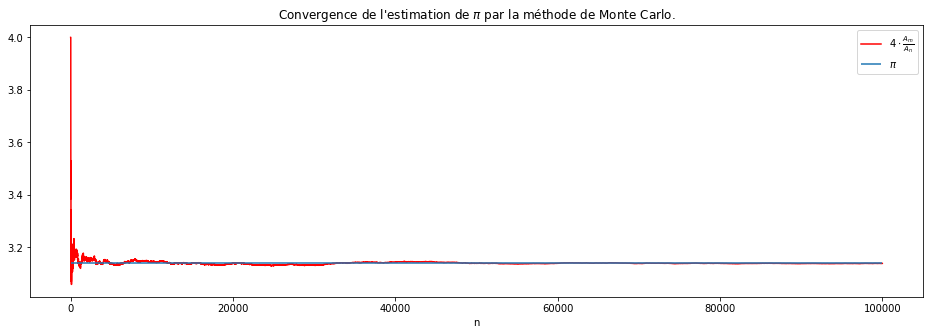 Convergence de l'estimation de π par la méthode de Monte Carlo.
4 · A_m/A_n
π
4.0
3.8
3.6
3.4
3.2
0 20000 40000 60000 80000 100000
n